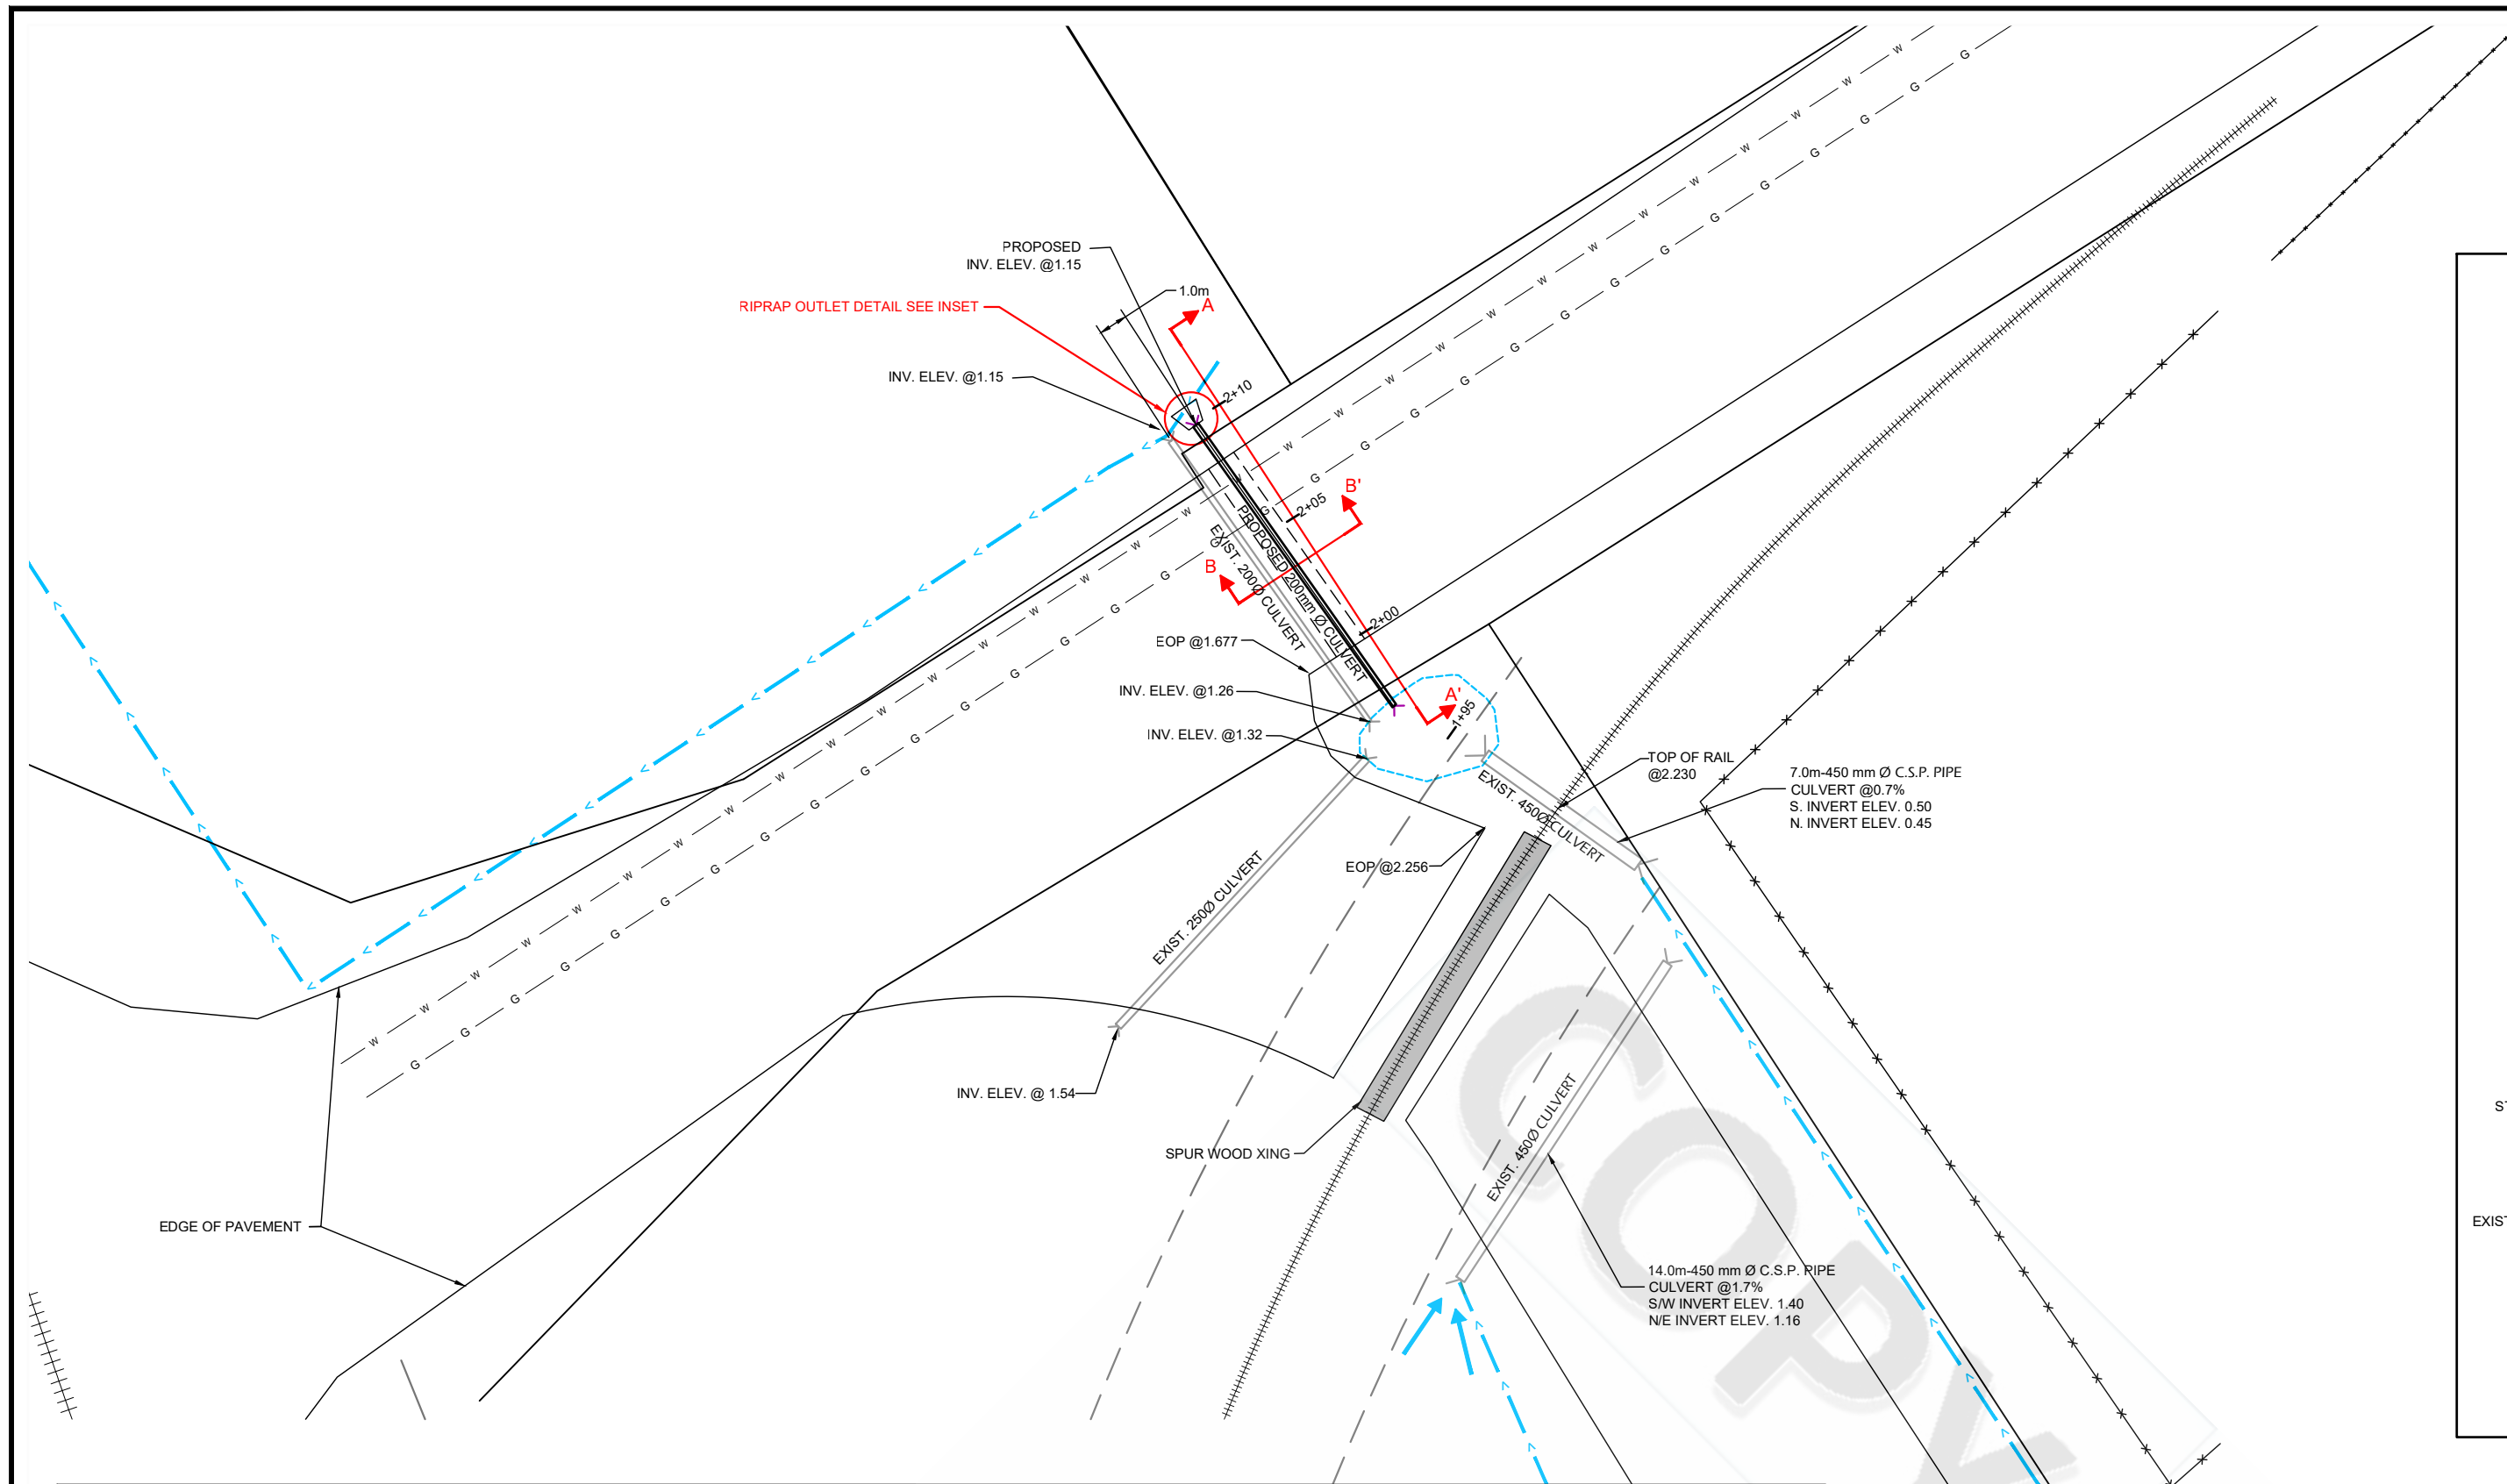 PROPOSED
INV. ELEV. @1.15
1.0m
A
RIPRAP OUTLET DETAIL SEE INSET
INV. ELEV. @1.15
2+10
B'
2+05
PROPOSED 200mm Ø CULVERT
EXIST. 200Ø CULVERT
B
2+00
EOP @1.677
INV. ELEV. @1.26
A'
1+95
INV. ELEV. @1.32
TOP OF RAIL
@2.230
7.0m-450 mm Ø C.S.P. PIPE
CULVERT @0.7%
S. INVERT ELEV. 0.50
N. INVERT ELEV. 0.45
EXIST. 450Ø CULVERT
EOP @2.256
EXIST. 250Ø CULVERT
INV. ELEV. @ 1.54
SPUR WOOD XING
EXIST. 450Ø CULVERT
EDGE OF PAVEMENT
14.0m-450 mm Ø C.S.P. PIPE
CULVERT @1.7%
S/W INVERT ELEV. 1.40
N/E INVERT ELEV. 1.16
COPY
W W W W W W W W W W W W W W W W W W W W W W W W W W W W W W
G G G G G G G G G G G G G G G G G G G G G G G G G G G G G G G G
ST
EXIST